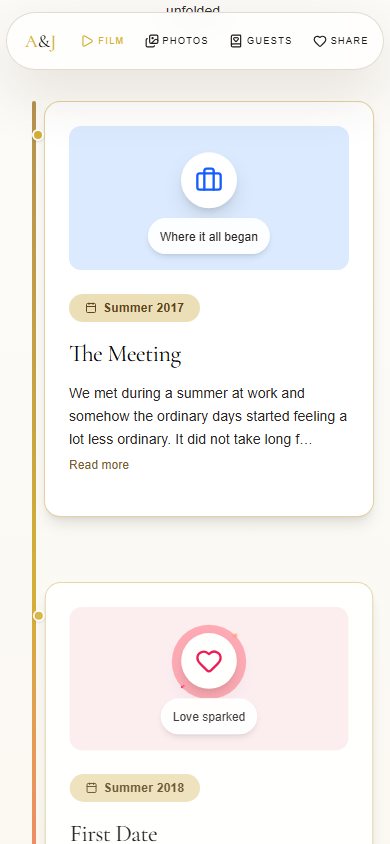 unfolded
A&J
FILM
PHOTOS
GUESTS
SHARE
Where it all began
Summer 2017
The Meeting
We met during a summer at work and
somehow the ordinary days started feeling a
lot less ordinary. It did not take long f...
Read more
Love sparked
Summer 2018
First Date